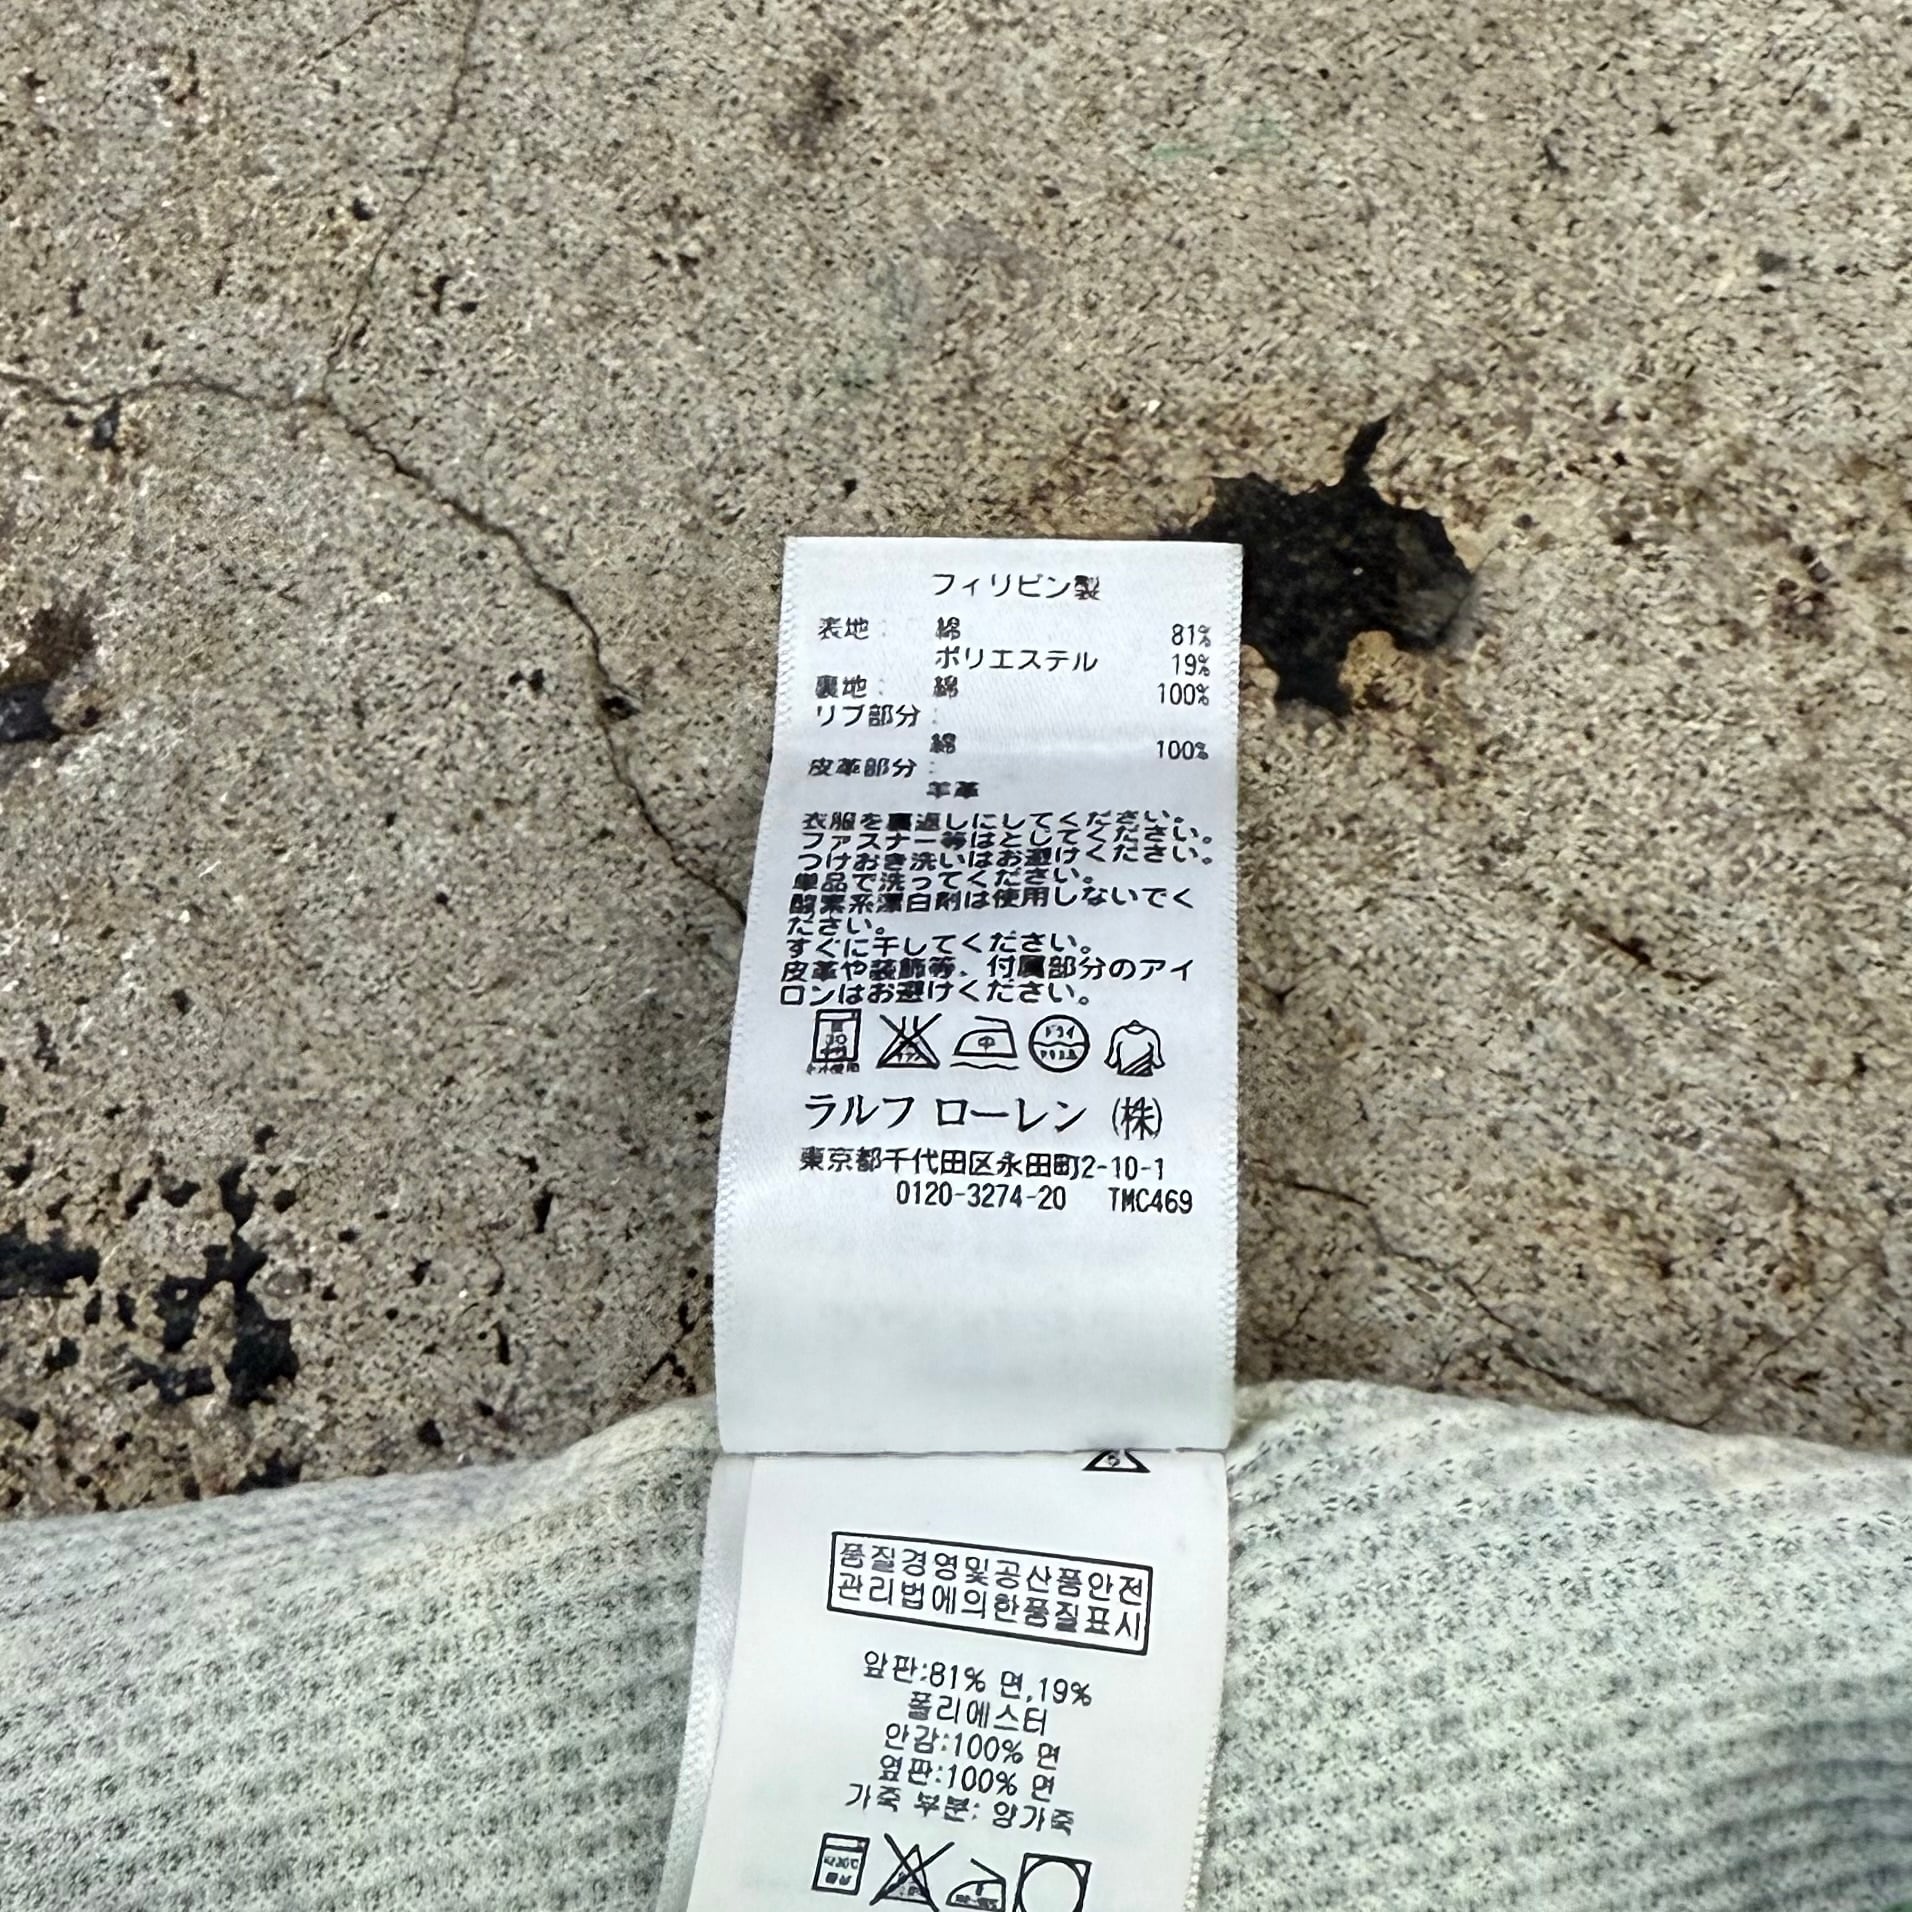 フィリピン製
表地: 綿 81%
ポリエステル 19%
裏地: 綿 100%
リブ部分:
綿 100%
皮革部分:
羊革
衣服を裏返しにしてください。
ファスナー等はとしてください。
つけおき洗いはお避けください。
単品で洗ってください。
酸素系漂白剤は使用しないでく
ださい。
すぐに干してください。
皮革や装飾等、付属部分のアイ
ロンはお避けください。
中
ラルフ ローレン (株)
東京都千代田区永田町2-10-1
0120-3274-20 TMC469
품질경영및공산품안전
관리법에의한품질표시
앞판:81% 면,19%
폴리에스터
안감:100% 면
옆판:100% 면
가죽 부분: 양가죽